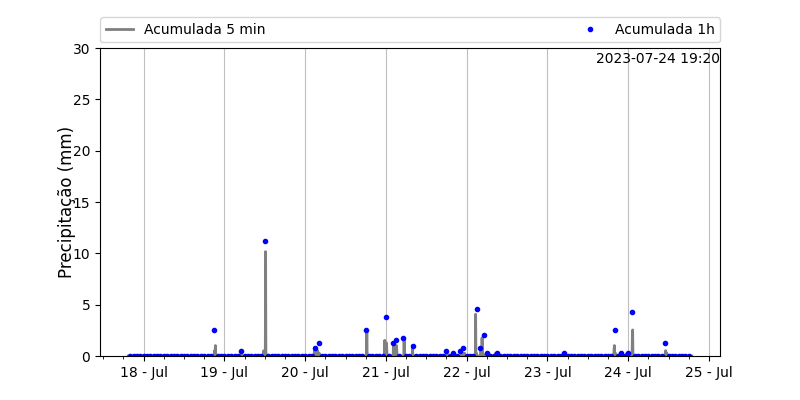 Acumulada 5 min
Acumulada 1h
2023-07-24 19:20
Precipitação (mm)
30
25
20
15
10
5
0
18 - Jul
19 - Jul
20 - Jul
21 - Jul
22 - Jul
23 - Jul
24 - Jul
25 - Jul